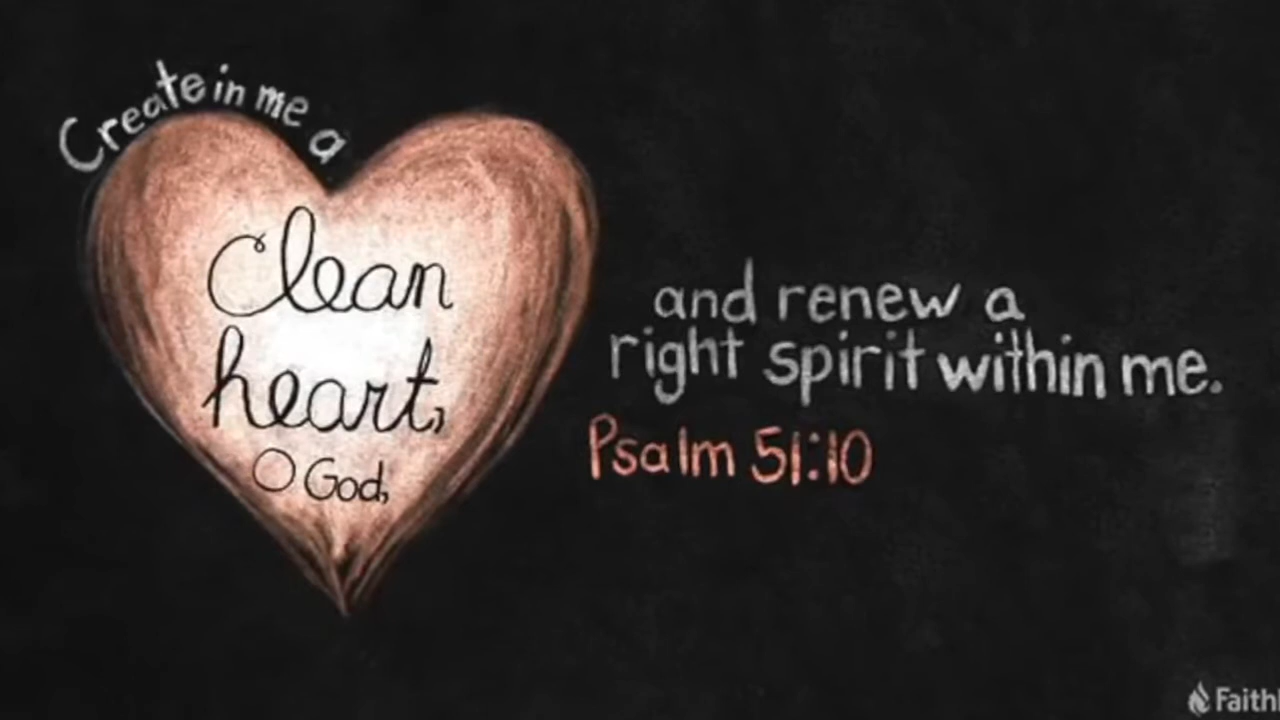 Create in me a
Clean
heart,
O God,
and renew a
right spirit within me.
Psalm 51:10